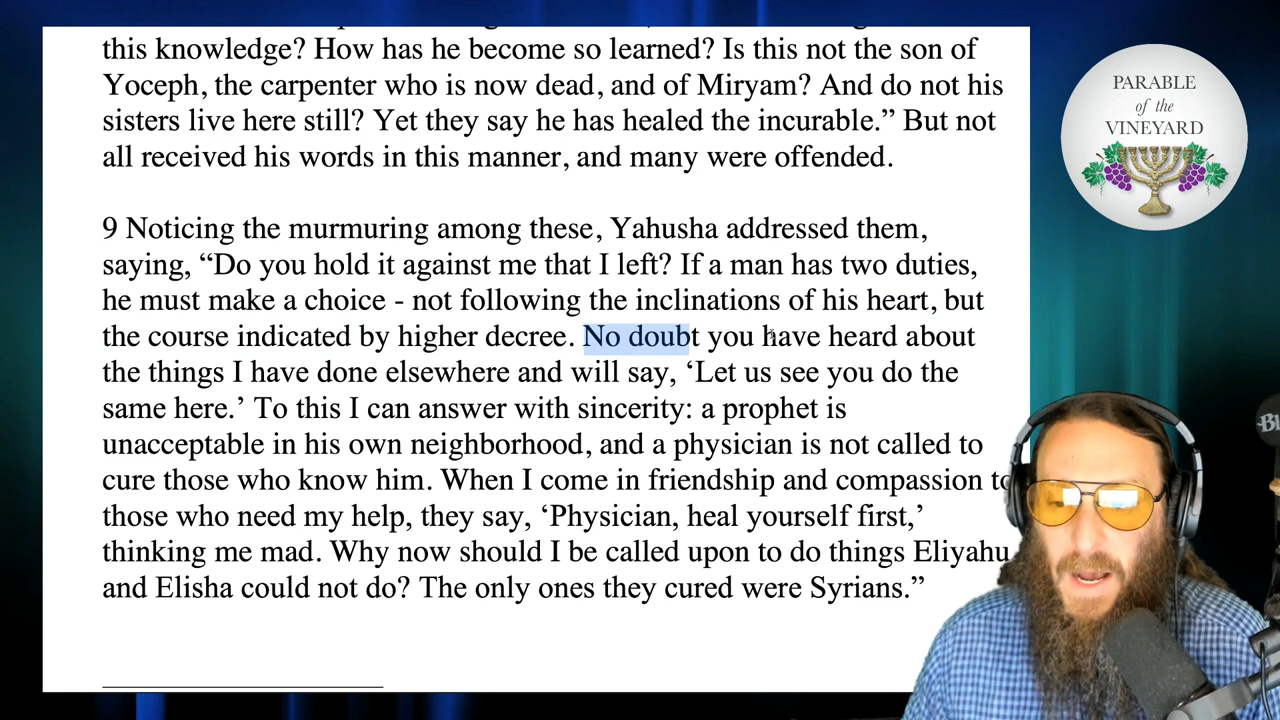 this knowledge? How has he become so learned? Is this not the son of
Yoceph, the carpenter who is now dead, and of Miryam? And do not his
sisters live here still? Yet they say he has healed the incurable.” But not
all received his words in this manner, and many were offended.
9 Noticing the murmuring among these, Yahusha addressed them,
saying, “Do you hold it against me that I left? If a man has two duties,
he must make a choice - not following the inclinations of his heart, but
the course indicated by higher decree. No doubt you have heard about
the things I have done elsewhere and will say, ‘Let us see you do the
same here.’ To this I can answer with sincerity: a prophet is
unacceptable in his own neighborhood, and a physician is not called to
cure those who know him. When I come in friendship and compassion to
those who need my help, they say, ‘Physician, heal yourself first,’
thinking me mad. Why now should I be called upon to do things Eliyahu
and Elisha could not do? The only ones they cured were Syrians.”
PARABLE
of the
VINEYARD